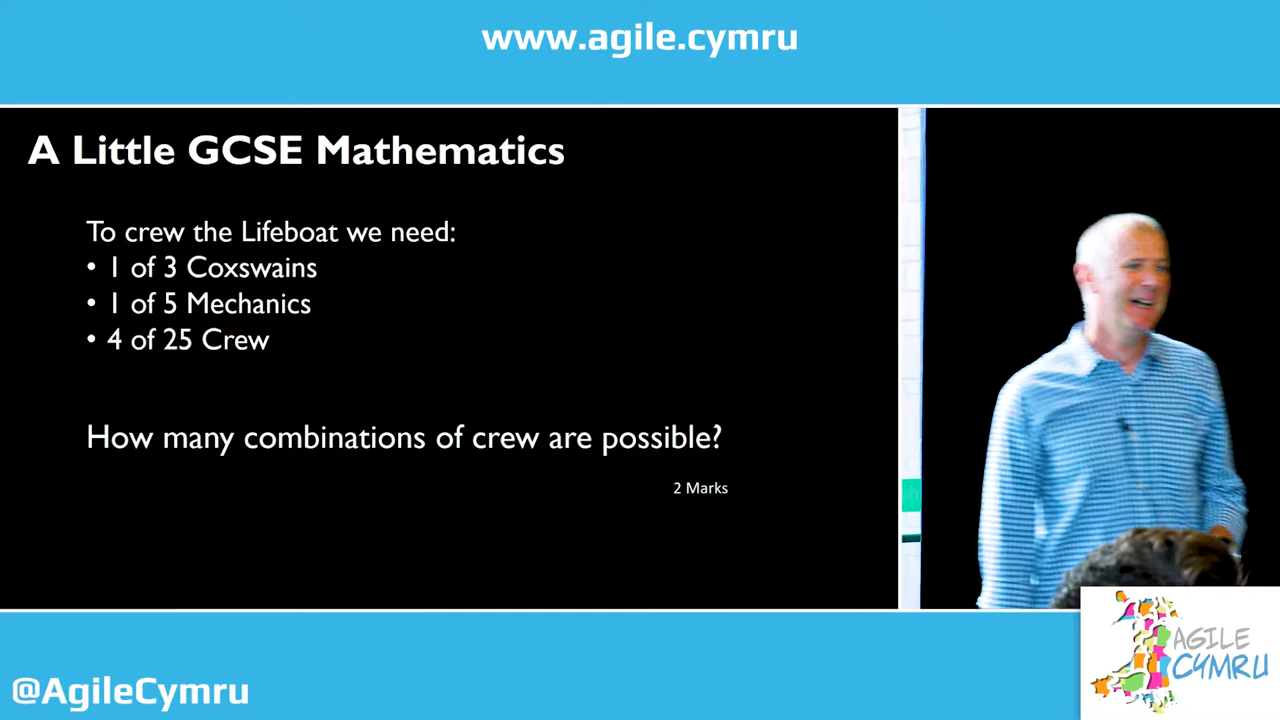 www.agile.cymru
A Little GCSE Mathematics
To crew the Lifeboat we need:
• 1 of 3 Coxswains
• 1 of 5 Mechanics
• 4 of 25 Crew
How many combinations of crew are possible?
2 Marks
AGILE
CYMRU
@AgileCymru